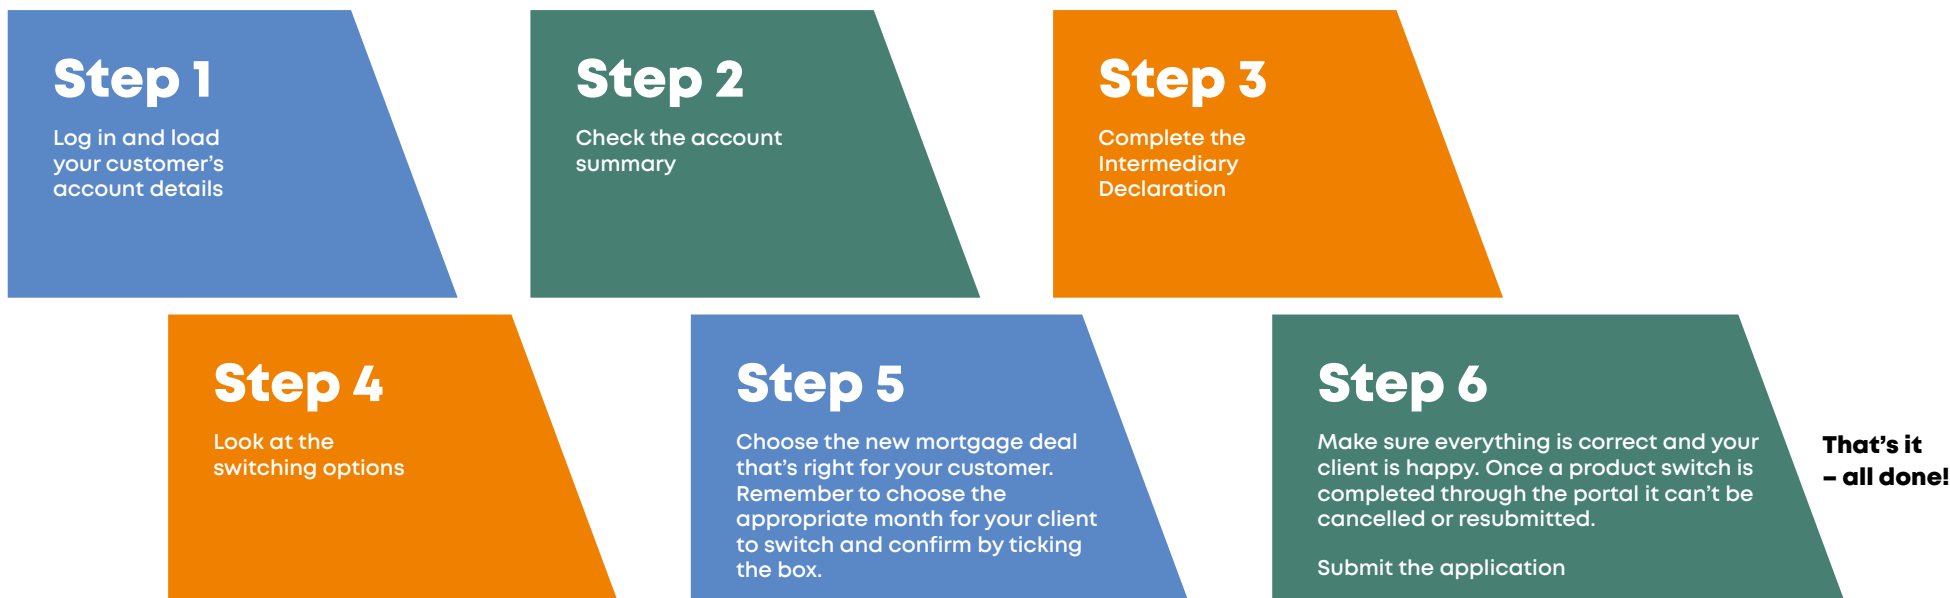 Step 1
Log in and load
your customer's
account details
Step 2
Check the account
summary
Step 3
Complete the
Intermediary
Declaration
Step 4
Look at the
switching options
Step 5
Choose the new mortgage deal
that's right for your customer.
Remember to choose the
appropriate month for your client
to switch and confirm by ticking
the box.
Step 6
Make sure everything is correct and your
client is happy. Once a product switch is
completed through the portal it can't be
cancelled or resubmitted.
Submit the application
That's it
– all done!